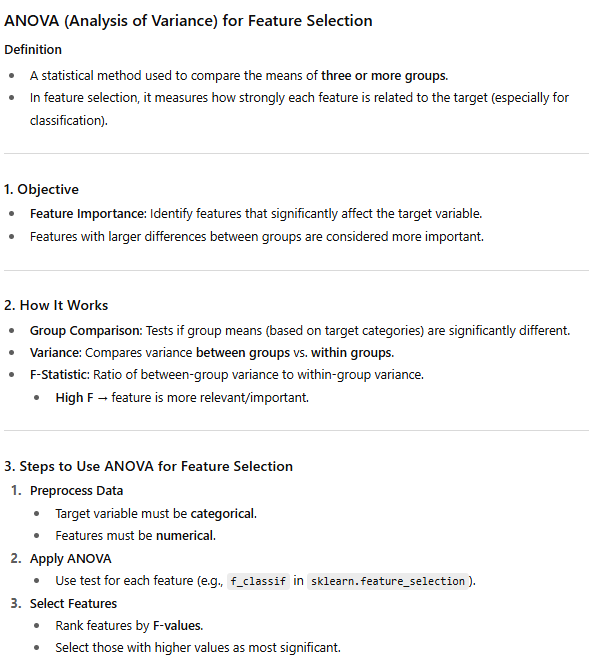 ANOVA (Analysis of Variance) for Feature Selection
Definition
• A statistical method used to compare the means of three or more groups.
• In feature selection, it measures how strongly each feature is related to the target (especially for
classification).
1. Objective
• Feature Importance: Identify features that significantly affect the target variable.
• Features with larger differences between groups are considered more important.
2. How It Works
• Group Comparison: Tests if group means (based on target categories) are significantly different.
• Variance: Compares variance between groups vs. within groups.
• F-Statistic: Ratio of between-group variance to within-group variance.
• High F → feature is more relevant/important.
3. Steps to Use ANOVA for Feature Selection
1. Preprocess Data
• Target variable must be categorical.
• Features must be numerical.
2. Apply ANOVA
• Use test for each feature (e.g., f_classif in sklearn.feature_selection).
3. Select Features
• Rank features by F-values.
• Select those with higher values as most significant.